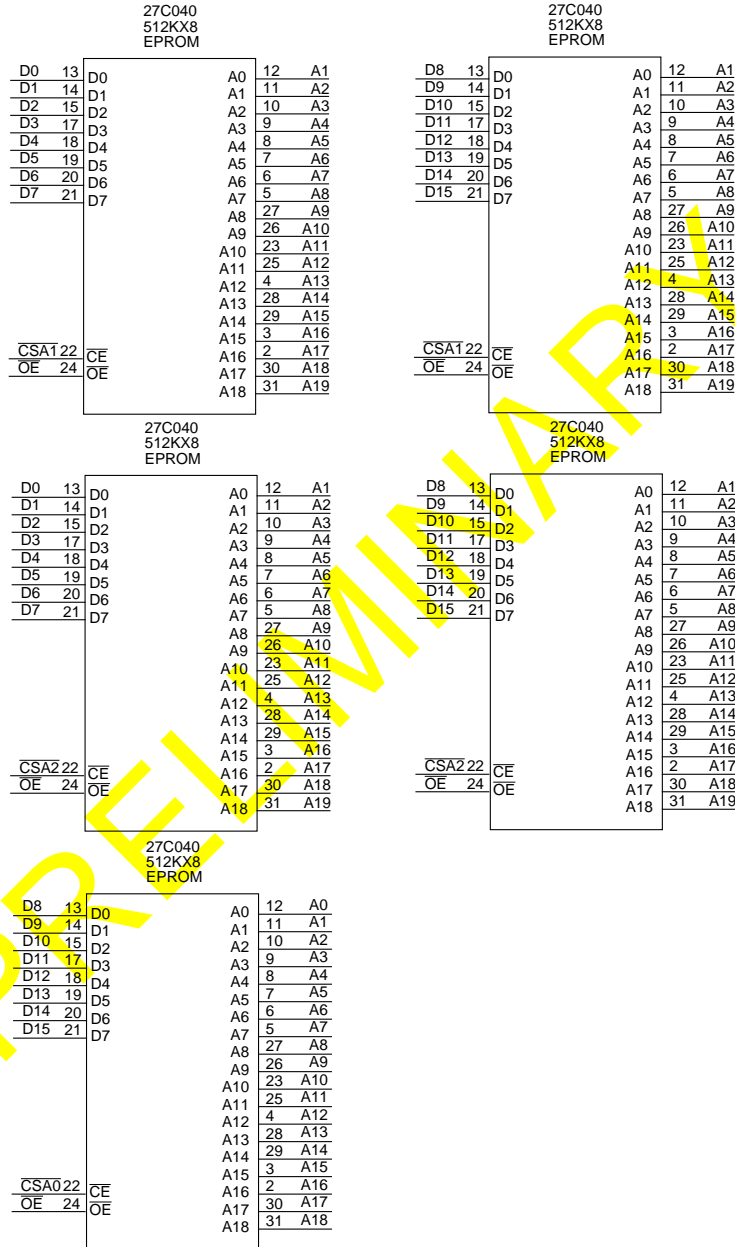 27C040
512KX8
EPROM
D0 13 D0
D1 14 D1
D2 15 D2
D3 17 D3
D4 18 D4
D5 19 D5
D6 20 D6
D7 21 D7
CSA1 22 CE
OE 24 OE
A0 12 A1
A1 11 A2
A2 10 A3
A3 9 A4
A4 8 A5
A5 7 A6
A6 6 A7
A7 5 A8
A8 27 A9
A9 26 A10
A10 23 A11
A11 25 A12
A12 4 A13
A13 28 A14
A14 29 A15
A15 3 A16
A16 2 A17
A17 30 A18
A18 31 A19
27C040
512KX8
EPROM
D8 13 D0
D9 14 D1
D10 15 D2
D11 17 D3
D12 18 D4
D13 19 D5
D14 20 D6
D15 21 D7
CSA1 22 CE
OE 24 OE
A0 12 A1
A1 11 A2
A2 10 A3
A3 9 A4
A4 8 A5
A5 7 A6
A6 6 A7
A7 5 A8
A8 27 A9
A9 26 A10
A10 23 A11
A11 25 A12
A12 4 A13
A13 28 A14
A14 29 A15
A15 3 A16
A16 2 A17
A17 30 A18
A18 31 A19
27C040
512KX8
EPROM
D0 13 D0
D1 14 D1
D2 15 D2
D3 17 D3
D4 18 D4
D5 19 D5
D6 20 D6
D7 21 D7
CSA2 22 CE
OE 24 OE
A0 12 A1
A1 11 A2
A2 10 A3
A3 9 A4
A4 8 A5
A5 7 A6
A6 6 A7
A7 5 A8
A8 27 A9
A9 26 A10
A10 23 A11
A11 25 A12
A12 4 A13
A13 28 A14
A14 29 A15
A15 3 A16
A16 2 A17
A17 30 A18
A18 31 A19
27C040
512KX8
EPROM
D8 13 D0
D9 14 D1
D10 15 D2
D11 17 D3
D12 18 D4
D13 19 D5
D14 20 D6
D15 21 D7
CSA2 22 CE
OE 24 OE
A0 12 A1
A1 11 A2
A2 10 A3
A3 9 A4
A4 8 A5
A5 7 A6
A6 6 A7
A7 5 A8
A8 27 A9
A9 26 A10
A10 23 A11
A11 25 A12
A12 4 A13
A13 28 A14
A14 29 A15
A15 3 A16
A16 2 A17
A17 30 A18
A18 31 A19
27C040
512KX8
EPROM
D8 13 D0
D9 14 D1
D10 15 D2
D11 17 D3
D12 18 D4
D13 19 D5
D14 20 D6
D15 21 D7
CSA0 22 CE
OE 24 OE
A0 12 A0
A1 11 A1
A2 10 A2
A3 9 A3
A4 8 A4
A5 7 A5
A6 6 A6
A7 5 A7
A8 27 A8
A9 26 A9
A10 23 A10
A11 25 A11
A12 4 A12
A13 28 A13
A14 29 A14
A15 3 A15
A16 2 A16
A17 30 A17
A18 31 A18
PRELIMINARY